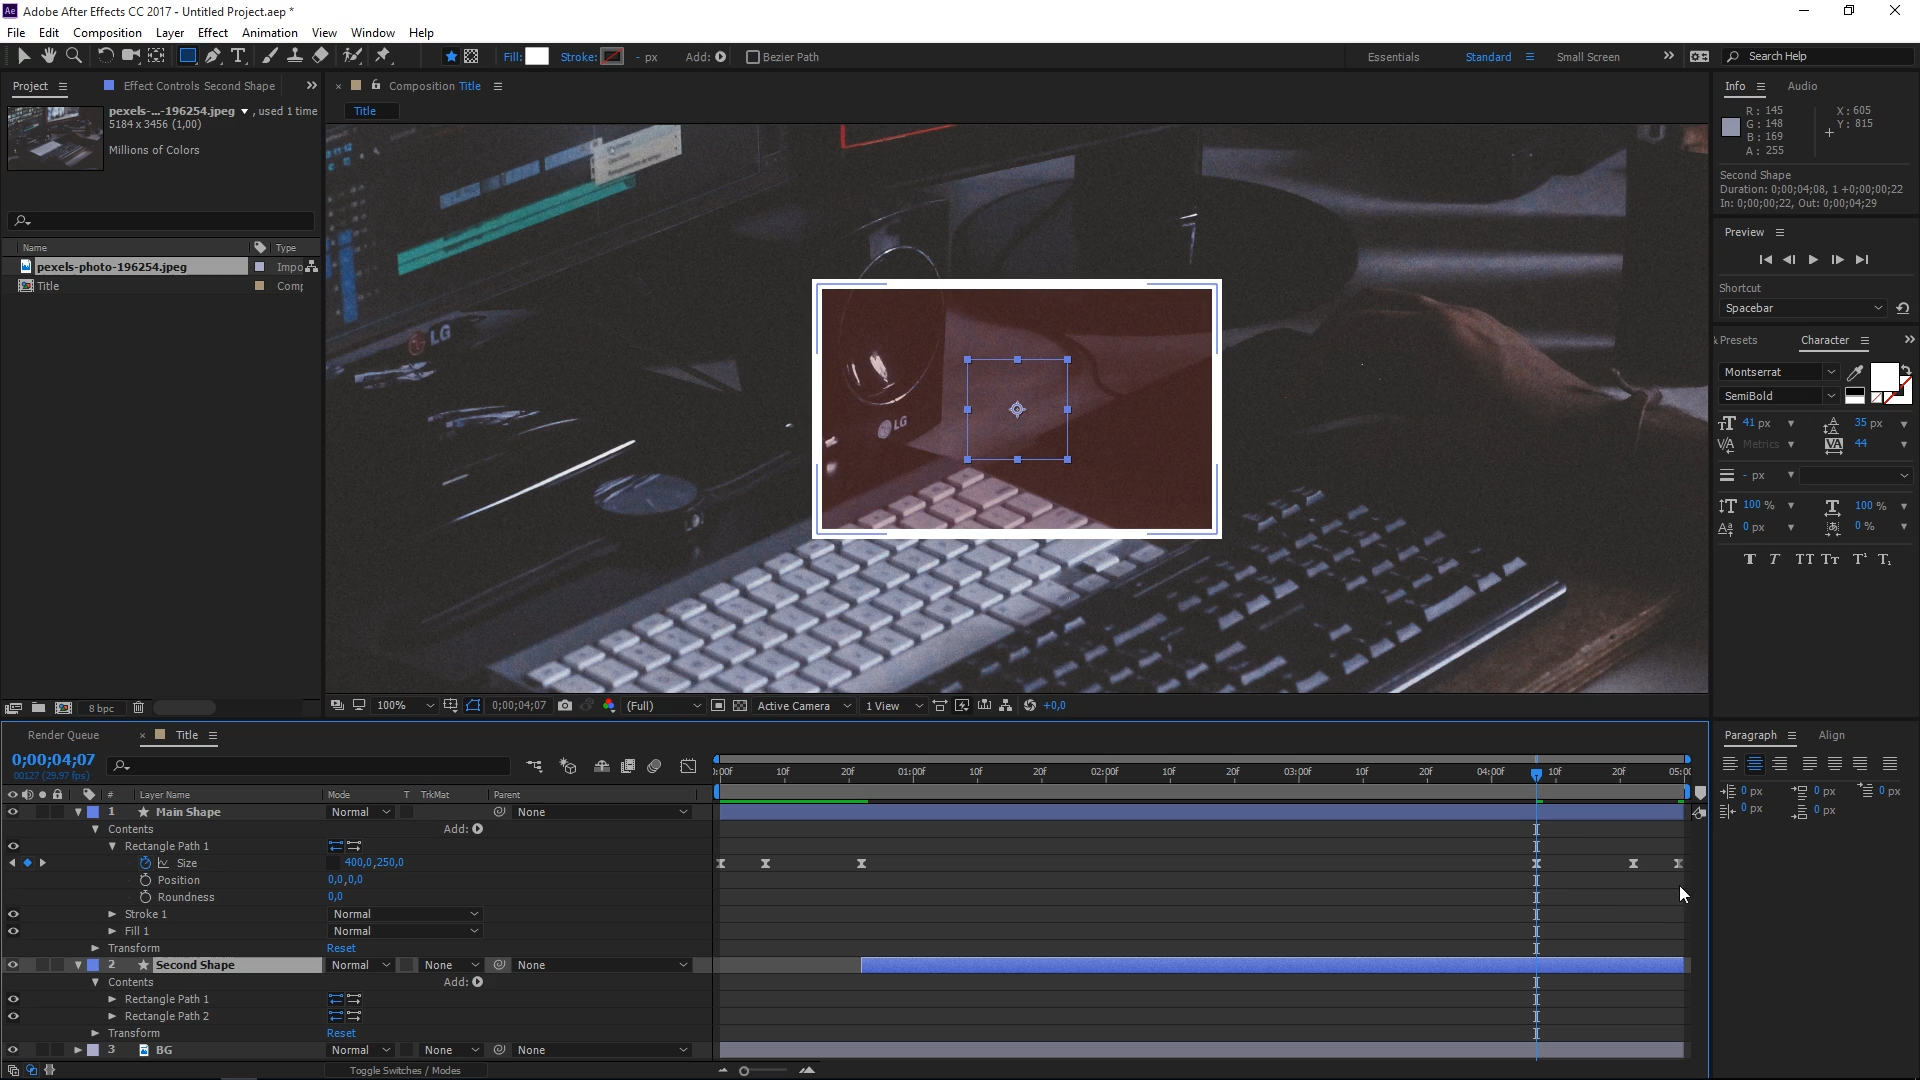 Adobe After Effects CC 2017 - Untitled Project.aep *
File Edit Composition Layer Effect Animation View Window Help
Fill: Stroke: - px Add: Bezier Path Essentials Standard Small Screen Search Help
Project Effect Controls Second Shape
pexels-...-196254.jpeg , used 1 time
5184 x 3456 (1,00)
Millions of Colors
Name Type
pexels-photo-196254.jpeg Impo
Title Comp
8 bpc
Composition Title
Title
LG
LG
100% 0;00;04;07 (Full) Active Camera 1 View +0,0
Info Audio
R: 145 X: 605
G: 148 Y: 815
B: 169
A: 255
Second Shape
Duration: 0;00;04;08, 1 +0;00;00;22
In: 0;00;00;22, Out: 0;00;04;29
Preview
Shortcut
Spacebar
& Presets Character
Montserrat
SemiBold
41 px 35 px
Metrics 44
- px
100 % 100 %
0 px 0 %
Paragraph Align
0 px 0 px 0 px
0 px 0 px
Render Queue Title
0;00;04;07
00127 (29.97 fps)
# Layer Name Mode T TrkMat Parent
:00f 10f 20f 01:00f 10f 20f 02:00f 10f 20f 03:00f 10f 20f 04:00f 10f 20f 05:0
1 Main Shape Normal None
Contents Add:
Rectangle Path 1
Size 400,0,250,0
Position 0,0,0,0
Roundness 0,0
Stroke 1 Normal
Fill 1 Normal
Transform Reset
2 Second Shape Normal None None
Contents Add:
Rectangle Path 1
Rectangle Path 2
Transform Reset
3 BG Normal None None
Toggle Switches / Modes